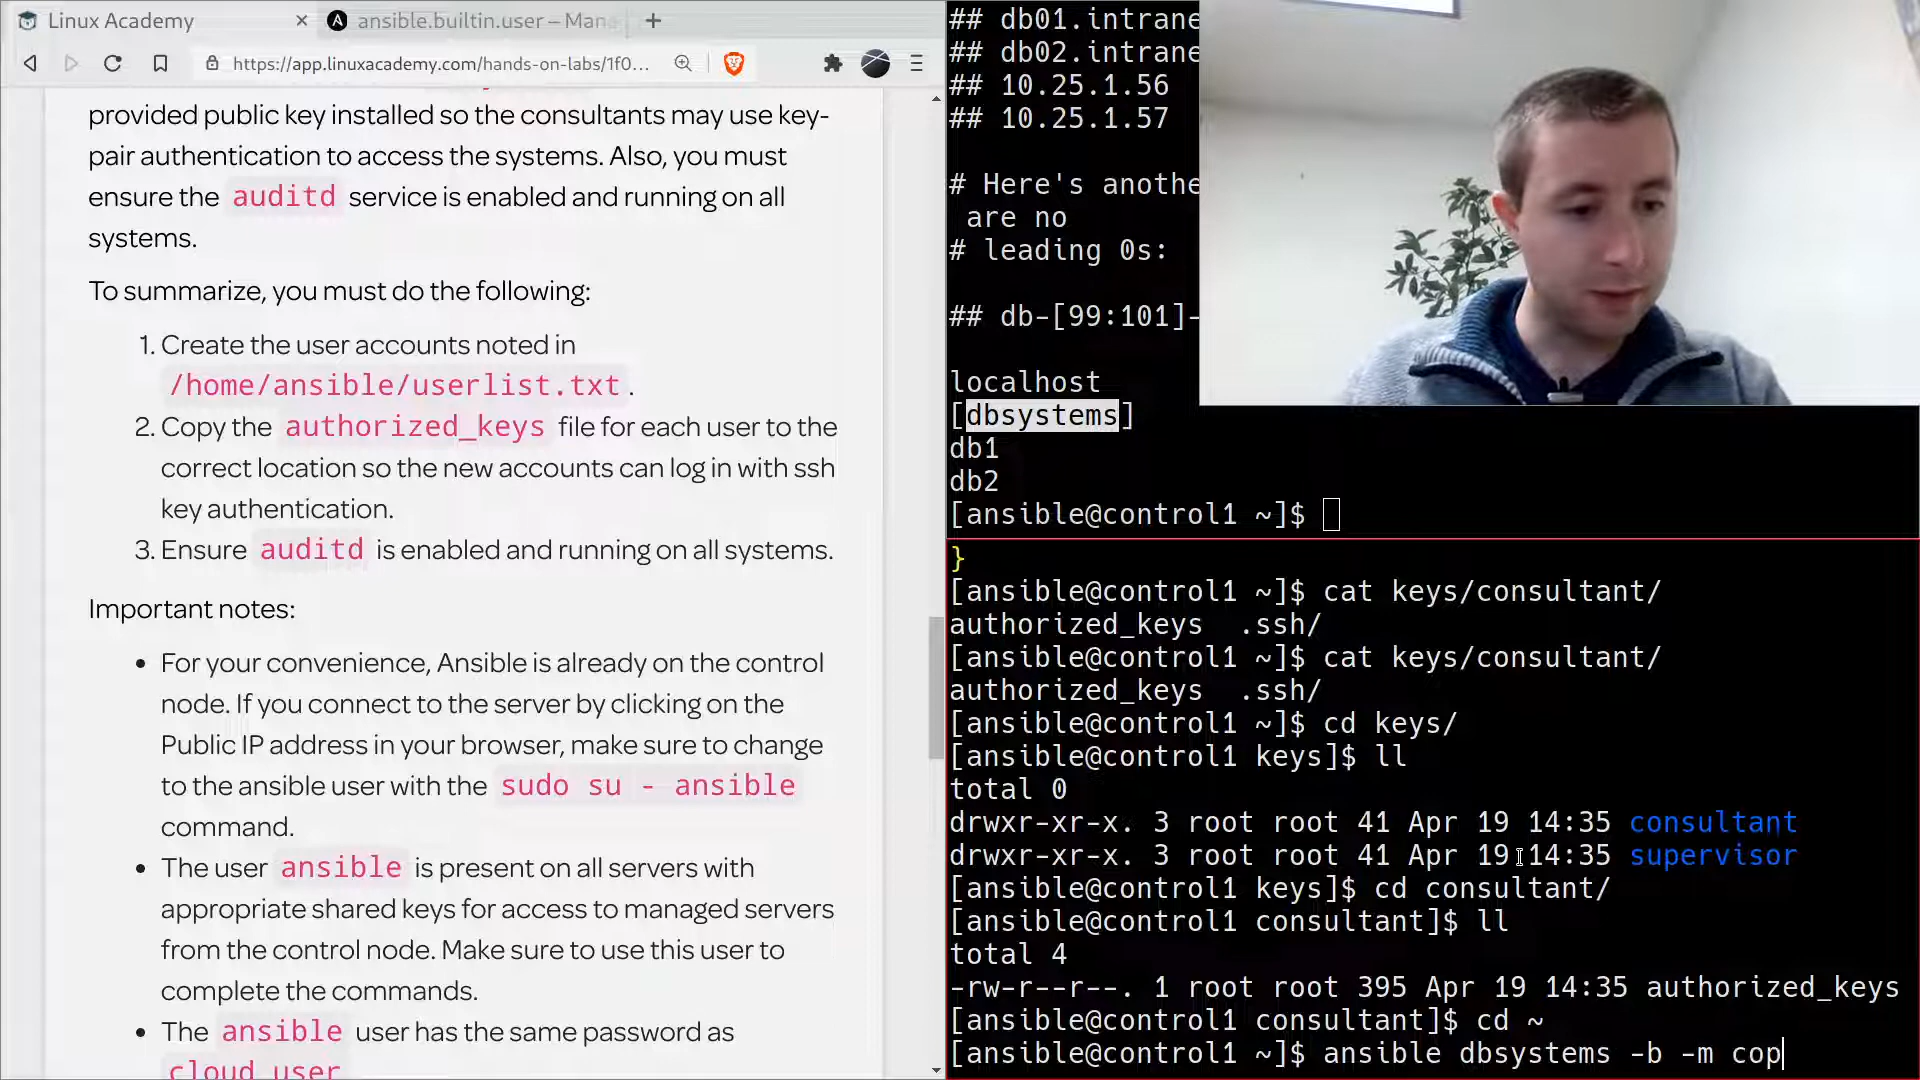 Linux Academy
ansible.builtin.user – Man
https://app.linuxacademy.com/hands-on-labs/1f0...
provided public key installed so the consultants may use key-
pair authentication to access the systems. Also, you must
ensure the auditd service is enabled and running on all
systems.
To summarize, you must do the following:
1. Create the user accounts noted in
/home/ansible/userlist.txt.
2. Copy the authorized_keys file for each user to the
correct location so the new accounts can log in with ssh
key authentication.
3. Ensure auditd is enabled and running on all systems.
Important notes:
• For your convenience, Ansible is already on the control
node. If you connect to the server by clicking on the
Public IP address in your browser, make sure to change
to the ansible user with the sudo su - ansible
command.
• The user ansible is present on all servers with
appropriate shared keys for access to managed servers
from the control node. Make sure to use this user to
complete the commands.
• The ansible user has the same password as
cloud_user
## db01.intrane
## db02.intrane
## 10.25.1.56
## 10.25.1.57
# Here's anothe
are no
# leading 0s:
## db-[99:101]-
localhost
[dbsystems]
db1
db2
[ansible@control1 ~]$
}
[ansible@control1 ~]$ cat keys/consultant/
authorized_keys  .ssh/
[ansible@control1 ~]$ cat keys/consultant/
authorized_keys  .ssh/
[ansible@control1 ~]$ cd keys/
[ansible@control1 keys]$ ll
total 0
drwxr-xr-x. 3 root root 41 Apr 19 14:35 consultant
drwxr-xr-x. 3 root root 41 Apr 19 14:35 supervisor
[ansible@control1 keys]$ cd consultant/
[ansible@control1 consultant]$ ll
total 4
-rw-r--r--. 1 root root 395 Apr 19 14:35 authorized_keys
[ansible@control1 consultant]$ cd ~
[ansible@control1 ~]$ ansible dbsystems -b -m cop